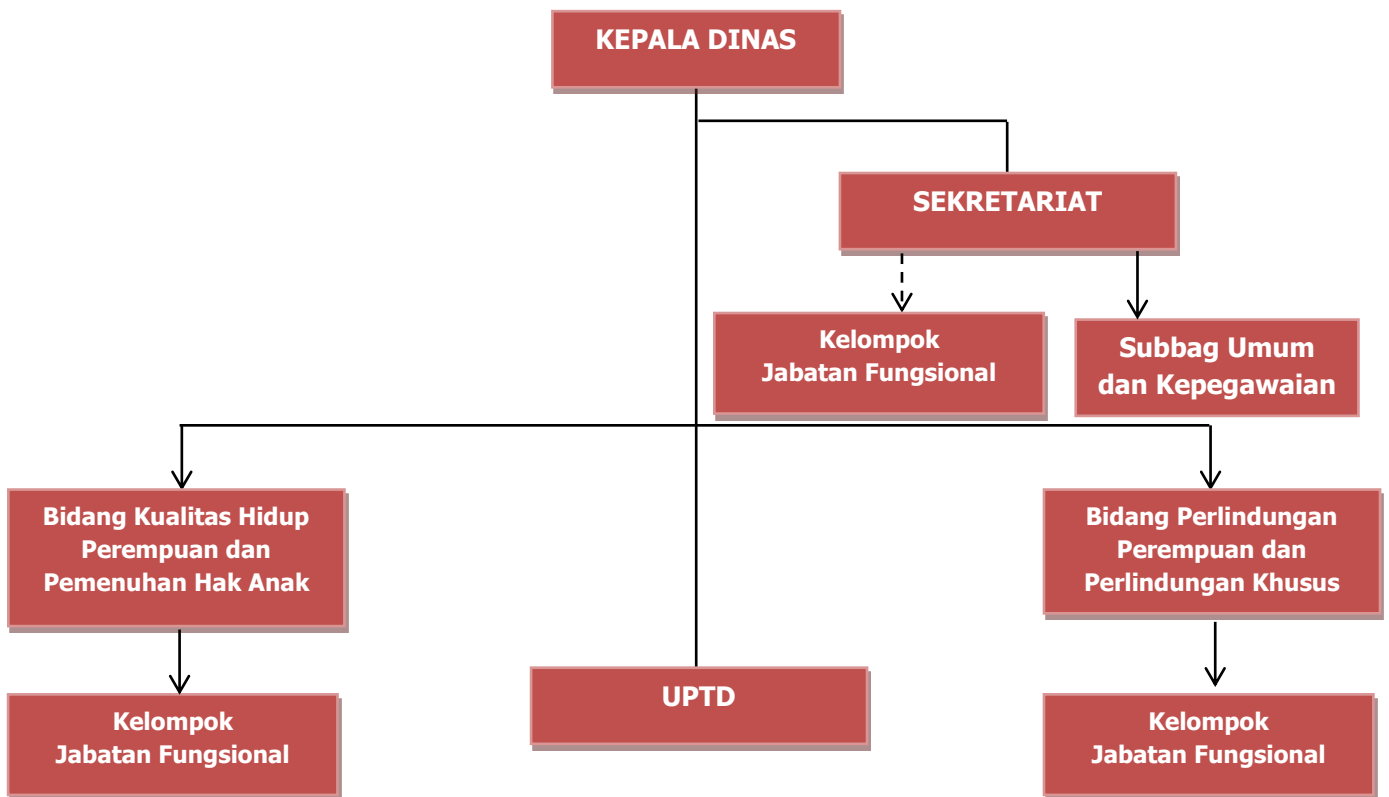 KEPALA DINAS
SEKRETARIAT
Kelompok
Jabatan Fungsional
Subbag Umum
dan Kepegawaian
Bidang Kualitas Hidup
Perempuan dan
Pemenuhan Hak Anak
Bidang Perlindungan
Perempuan dan
Perlindungan Khusus
UPTD
Kelompok
Jabatan Fungsional
Kelompok
Jabatan Fungsional